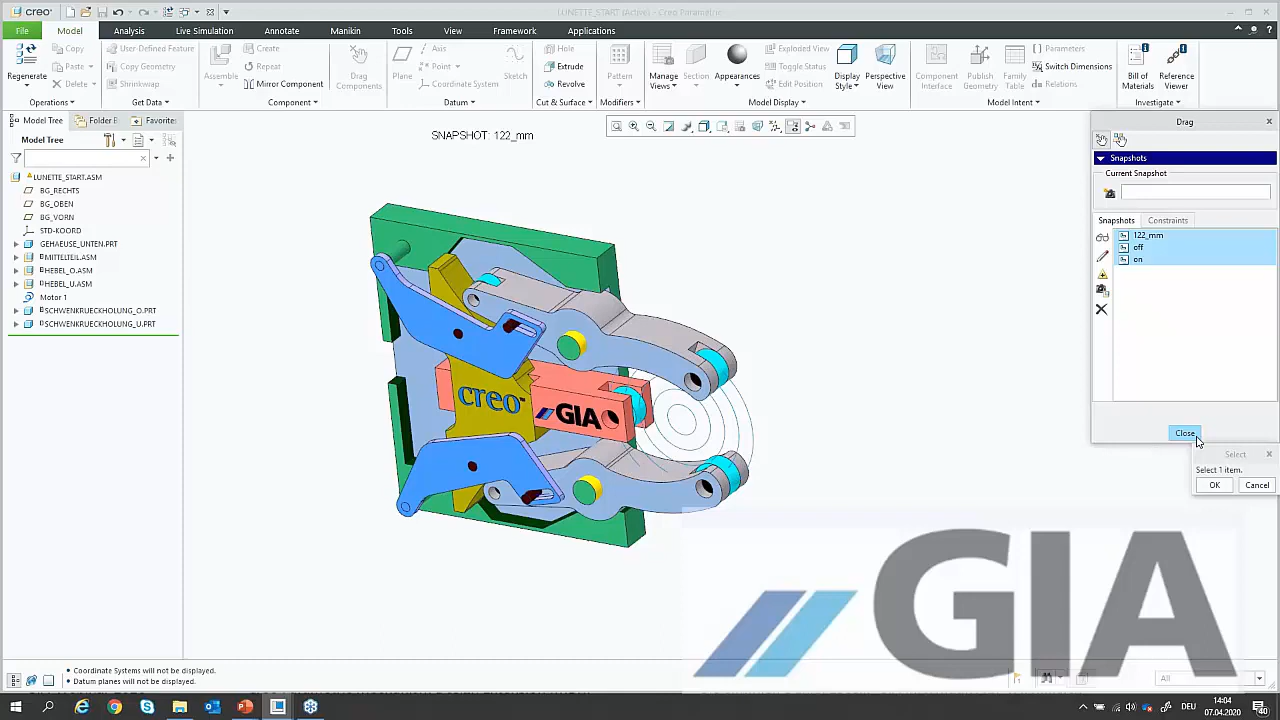 creo
LUNETTE_START (Active) - Creo Parametric
File Model Analysis Live Simulation Annotate Manikin Tools View Framework Applications
Regenerate
Copy
Paste
Delete
Operations
User-Defined Feature
Copy Geometry
Shrinkwrap
Get Data
Assemble
Create
Repeat
Mirror Component
Drag Components
Component
Plane
Axis
Point
Coordinate System
Sketch
Datum
Hole
Extrude
Revolve
Cut & Surface
Pattern
Modifiers
Manage Views
Section
Appearances
Exploded View
Toggle Status
Edit Position
Display Style
Perspective View
Model Display
Component Interface
Publish Geometry
Family Table
Parameters
Switch Dimensions
Relations
Model Intent
Bill of Materials
Reference Viewer
Investigate
Model Tree Folder B Favorite
Model Tree
LUNETTE_START.ASM
BG_RECHTS
BG_OBEN
BG_VORN
STD-KOORD
GEHAEUSE_UNTEN.PRT
MITTELTEIL.ASM
HEBEL_O.ASM
HEBEL_U.ASM
Motor 1
SCHWENKRUECKHOLUNG_O.PRT
SCHWENKRUECKHOLUNG_U.PRT
SNAPSHOT: 122_mm
creo
GIA
Drag
Snapshots
Current Snapshot
Snapshots Constraints
122_mm
off
on
Close
Select
Select 1 item.
OK Cancel
GIA
• Coordinate Systems will not be displayed.
• Datum planes will not be displayed.
All
DEU
14:04
07.04.2020